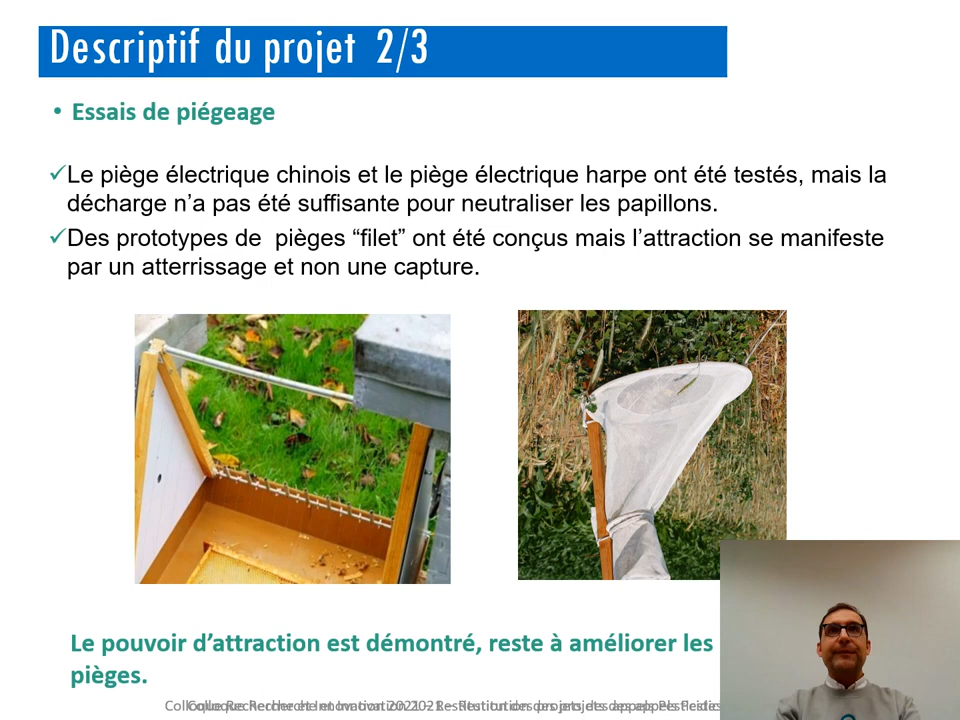 Descriptif du projet 2/3
• Essais de piégeage
✓Le piège électrique chinois et le piège électrique harpe ont été testés, mais la
décharge n’a pas été suffisante pour neutraliser les papillons.
✓Des prototypes de pièges “filet” ont été conçus mais l’attraction se manifeste
par un atterrissage et non une capture.
Le pouvoir d’attraction est démontré, reste à améliorer les
pièges.
Colloque Recherche et Innovation 2021 – Restitution des projets des appels